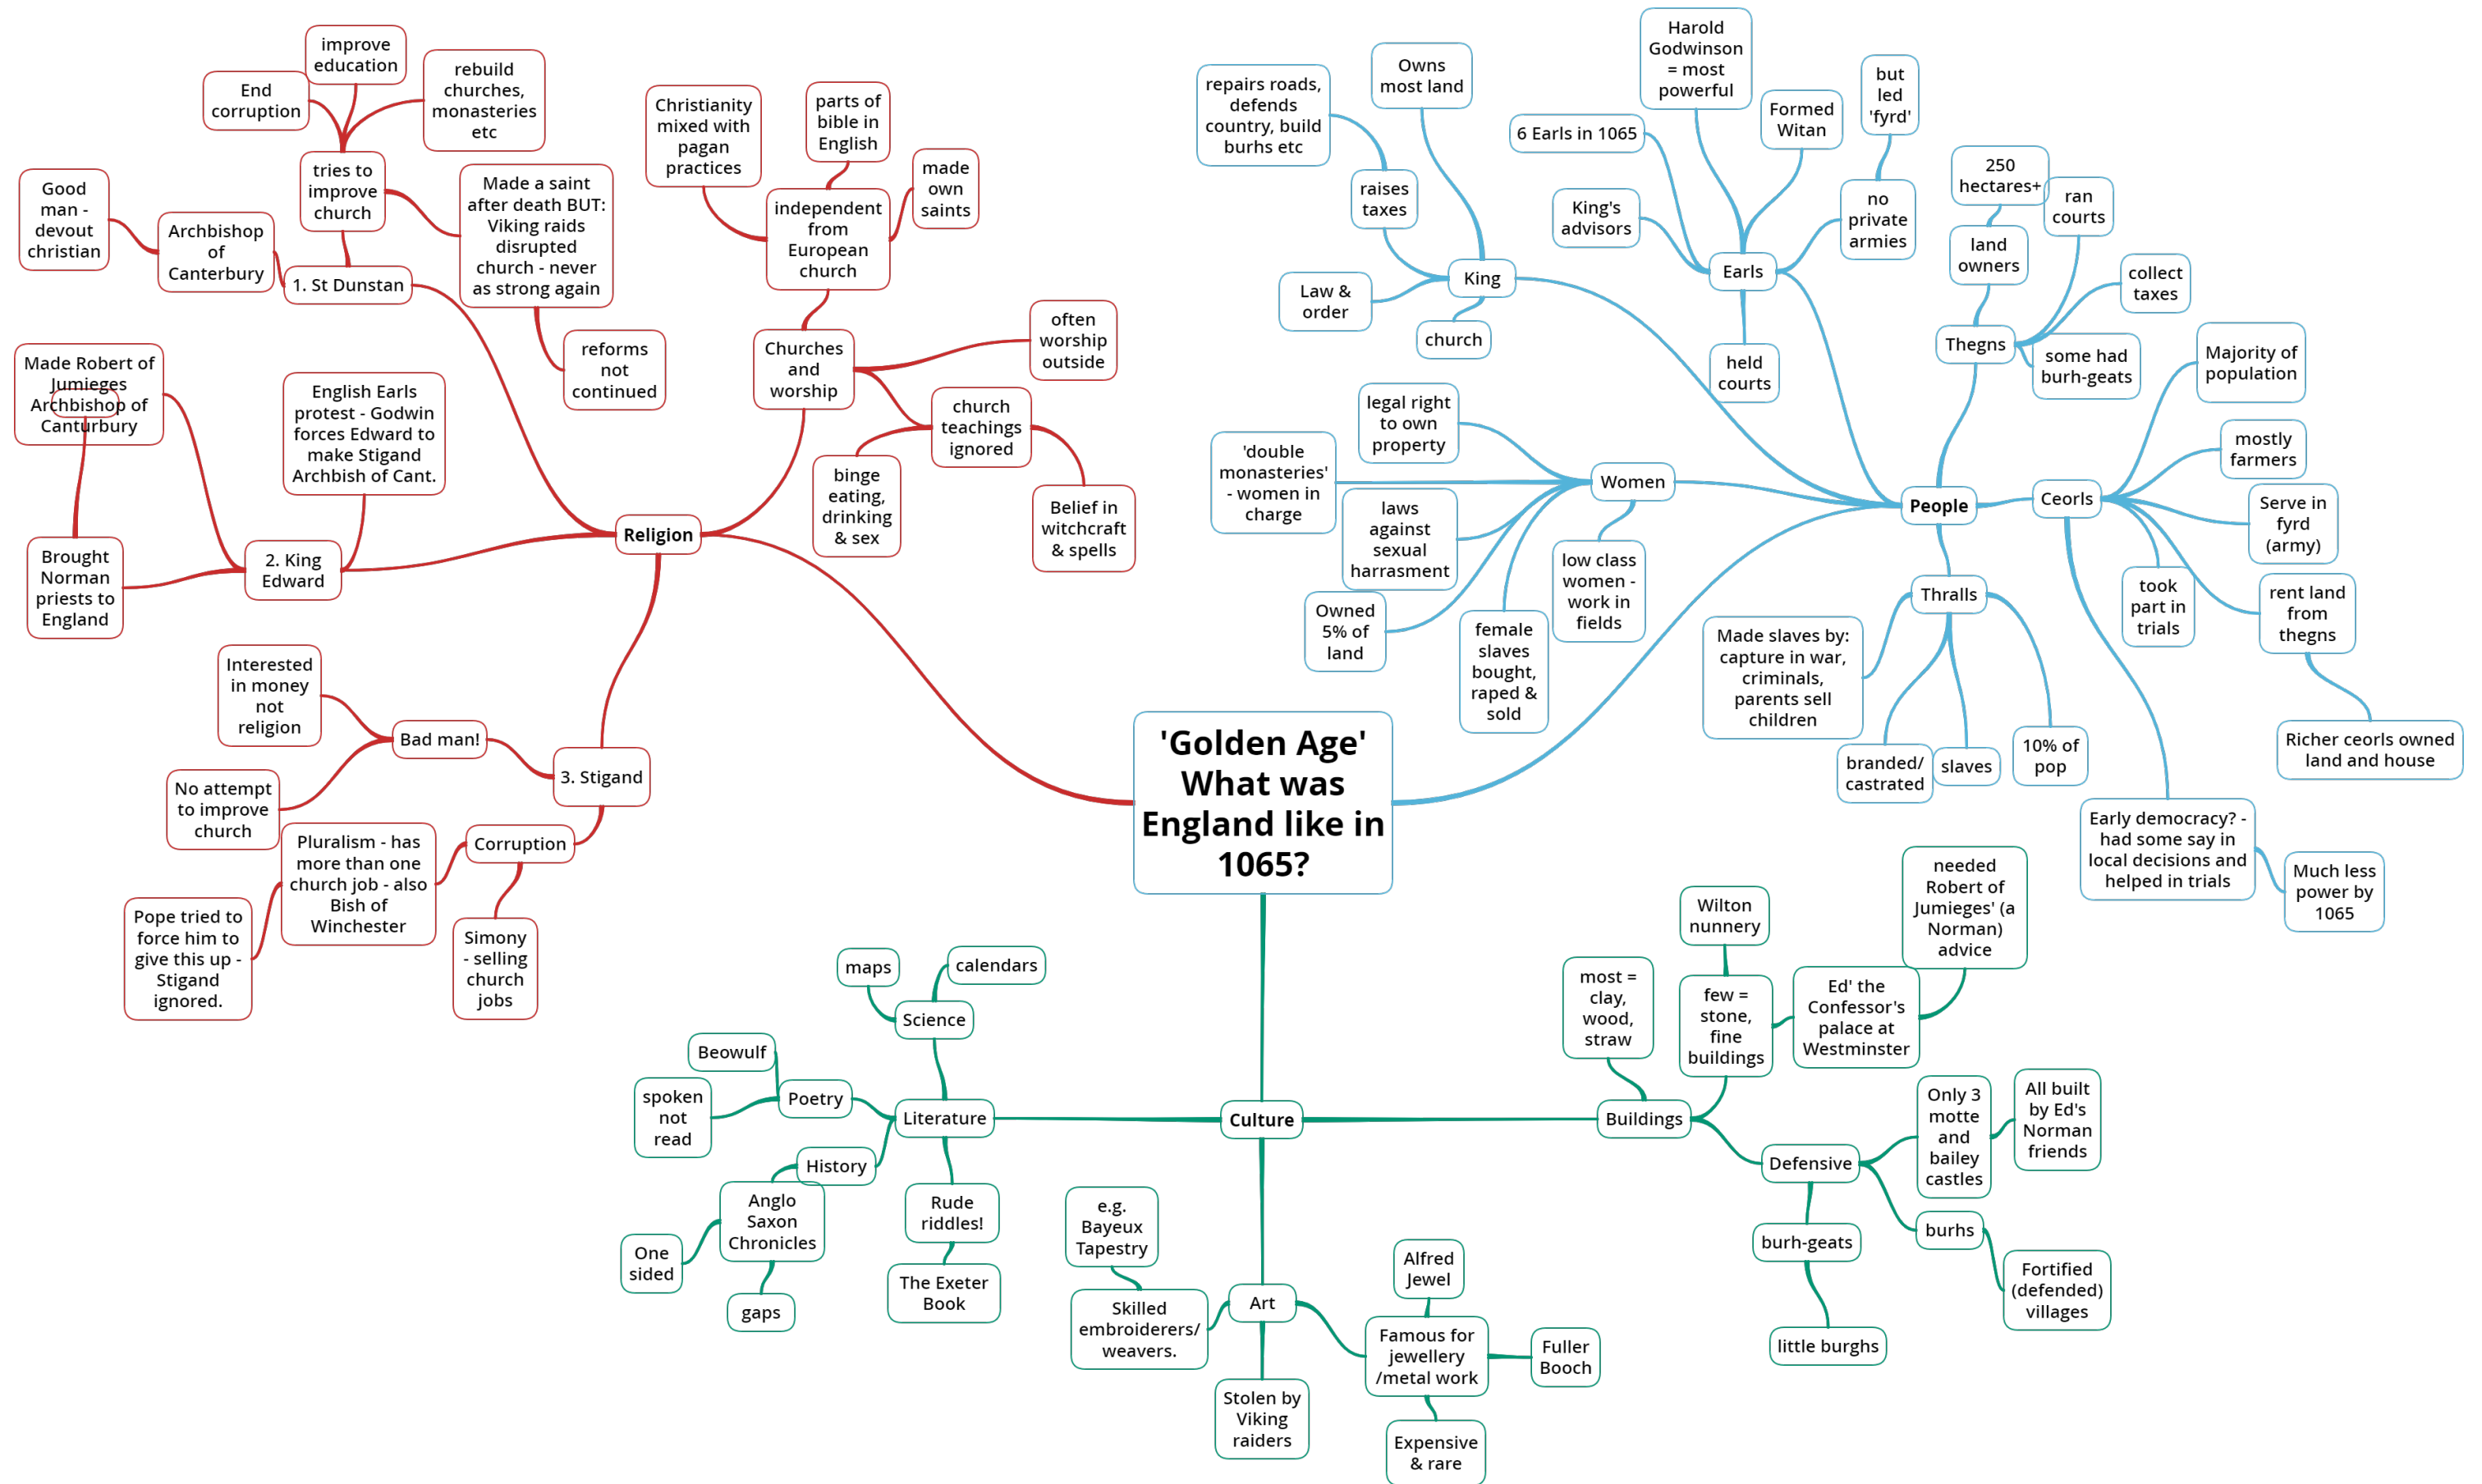 'Golden Age'
What was
England like in
1065?
Religion
1. St Dunstan
Archbishop
of
Canterbury
Good
man -
devout
christian
tries to
improve
church
End
corruption
improve
education
rebuild
churches,
monasteries
etc
Made a saint
after death BUT:
Viking raids
disrupted
church - never
as strong again
reforms
not
continued
2. King
Edward
Made Robert of
Jumieges
Archbishop of
Canturbury
Brought
Norman
priests to
England
English Earls
protest - Godwin
forces Edward to
make Stigand
Archbish of Cant.
3. Stigand
Bad man!
Interested
in money
not
religion
No attempt
to improve
church
Corruption
Pluralism - has
more than one
church job - also
Bish of
Winchester
Pope tried to
force him to
give this up -
Stigand
ignored.
Simony
- selling
church
jobs
Churches
and
worship
independent
from
European
church
Christianity
mixed with
pagan
practices
parts of
bible in
English
made
own
saints
often
worship
outside
church
teachings
ignored
binge
eating,
drinking
& sex
Belief in
witchcraft
& spells
People
King
Owns
most land
raises
taxes
repairs roads,
defends
country, build
burhs etc
Law &
order
church
Earls
6 Earls in 1065
Harold
Godwinson
= most
powerful
Formed
Witan
King's
advisors
no
private
armies
but
led
'fyrd'
held
courts
Thegns
land
owners
250
hectares+
ran
courts
collect
taxes
some had
burh-geats
Ceorls
Majority of
population
mostly
farmers
Serve in
fyrd
(army)
took
part in
trials
rent land
from
thegns
Richer ceorls owned
land and house
Early democracy? -
had some say in
local decisions and
helped in trials
Much less
power by
1065
Thralls
Made slaves by:
capture in war,
criminals,
parents sell
children
branded/
castrated
slaves
10% of
pop
Women
legal right
to own
property
'double
monasteries'
- women in
charge
laws
against
sexual
harrasment
Owned
5% of
land
female
slaves
bought,
raped &
sold
low class
women -
work in
fields
Culture
Literature
Science
maps
calendars
Poetry
Beowulf
spoken
not
read
History
Anglo
Saxon
Chronicles
One
sided
gaps
Rude
riddles!
The Exeter
Book
Art
Skilled
embroiderers/
weavers.
e.g.
Bayeux
Tapestry
Stolen by
Viking
raiders
Famous for
jewellery
/metal work
Alfred
Jewel
Fuller
Booch
Expensive
& rare
Buildings
most =
clay,
wood,
straw
few =
stone,
fine
buildings
Wilton
nunnery
Ed' the
Confessor's
palace at
Westminster
needed
Robert of
Jumieges' (a
Norman)
advice
Defensive
Only 3
motte
and
bailey
castles
All built
by Ed's
Norman
friends
burhs
Fortified
(defended)
villages
burh-geats
little burghs